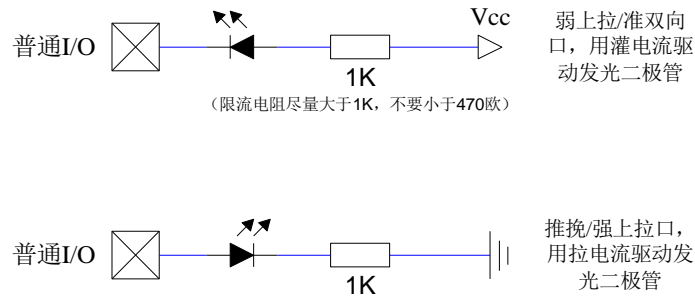 普通I/O
Vcc
1K
（限流电阻尽量大于1K，不要小于470欧）
弱上拉/准双向
口，用灌电流驱
动发光二极管
普通I/O
1K
推挽/强上拉口，
用拉电流驱动发
光二极管